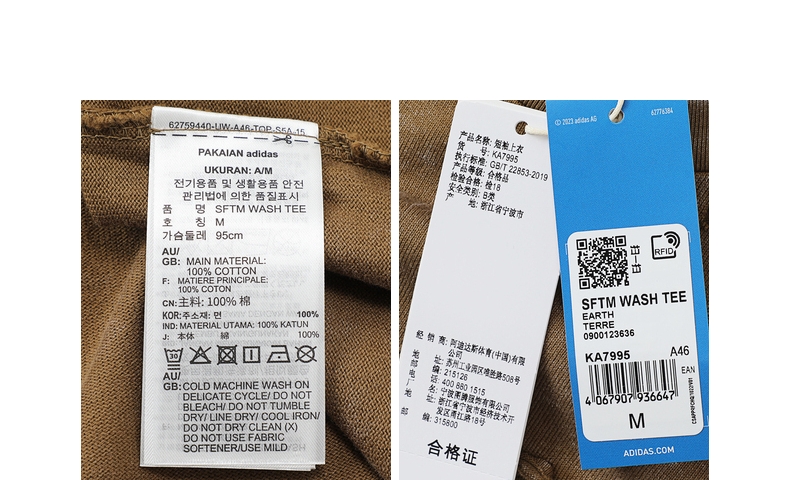 62759440-UW-A46-TOP-S5A-15
PAKAIAN adidas
UKURAN: A/M
전기용품 및 생활용품 안전
관리법에 의한 품질표시
품 명 SFTM WASH TEE
호 칭 M
가슴둘레 95cm
AU/
GB: MAIN MATERIAL:
100% COTTON
F: MATIERE PRINCIPALE:
100% COTON
CN:主料: 100% 棉
KOR:주소재: 면 100%
IND: MATERIAL UTAMA: 100% KATUN
J: 本体 綿 100%
30
AU/
GB: COLD MACHINE WASH ON
DELICATE CYCLE/ DO NOT
BLEACH/ DO NOT TUMBLE
DRY/ LINE DRY/ COOL IRON/
DO NOT DRY CLEAN (X)
DO NOT USE FABRIC
SOFTENER/USE MILD
产品名称: 短袖上衣
货 号: KA7995
执行标准: GB/T 22853-2019
产品等级: 合格品
检验合格: 检18
安全类别: B类
产 地: 浙江省宁波市
经 销 商: 阿迪达斯体育(中国)有限
公司
地 址: 苏州工业园区唯胜路508号
邮 编: 215126
电 话: 400 880 1515
厂 名: 宁波图腾服饰有限公司
地 址: 浙江省宁波市经济技术开
发区甬江路18号
邮 编: 315800
合格证
© 2023 adidas AG
62776384
RFID
SFTM WASH TEE
EARTH
TERRE
0900123636
KA7995 A46
EAN
4 067907 936647
M
ADIDAS.COM